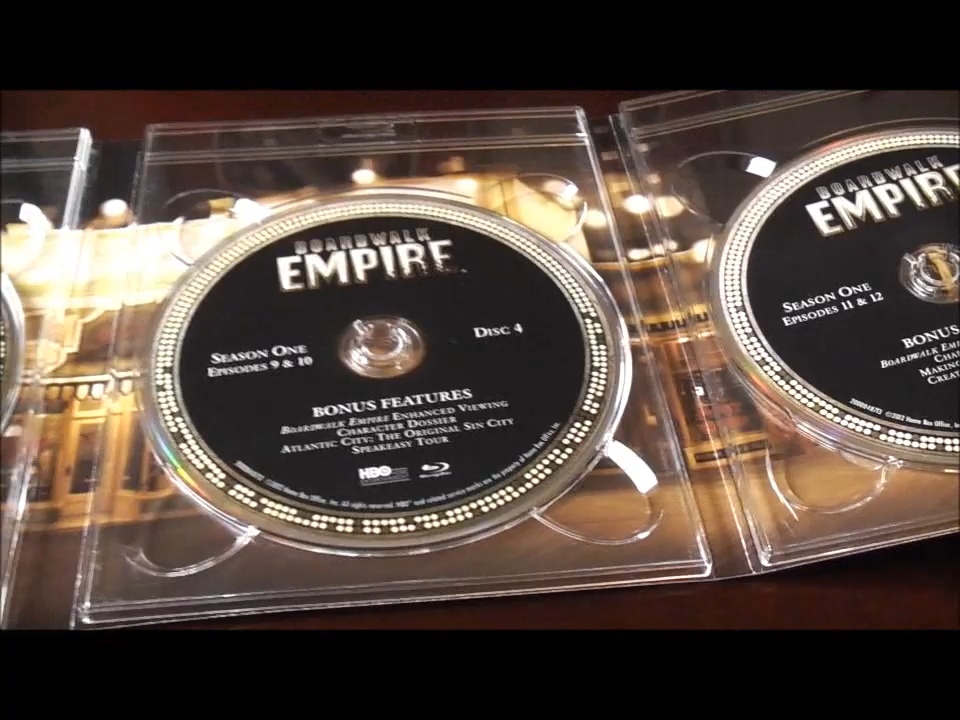 BOARDWALK
EMPIRE
SEASON ONE
EPISODES 9 & 10
DISC 4
BONUS FEATURES
BOARDWALK EMPIRE ENHANCED VIEWING
CHARACTER DOSSIER
ATLANTIC CITY: THE ORIGINAL SIN CITY
SPEAKEASY TOUR
HBO
BOARDWALK
EMPIRE
SEASON ONE
EPISODES 11 & 12
BONUS
BOARDWALK